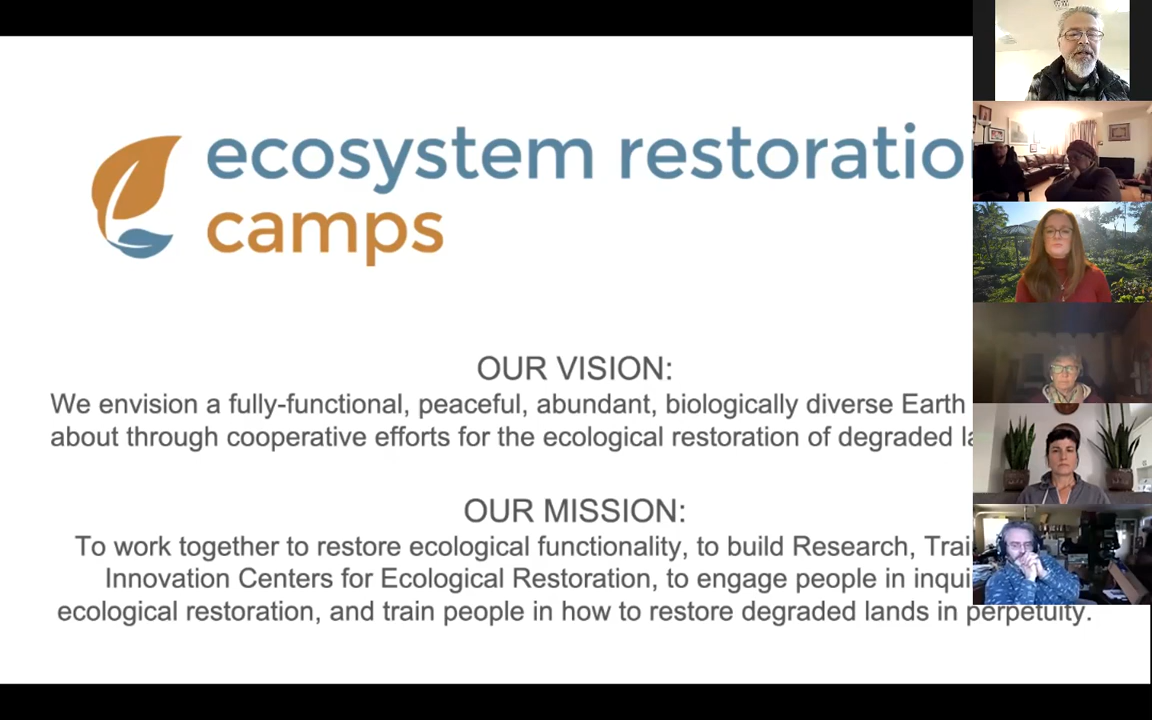 ecosystem restoratio
camps
OUR VISION:
We envision a fully-functional, peaceful, abundant, biologically diverse Earth
about through cooperative efforts for the ecological restoration of degraded la
OUR MISSION:
To work together to restore ecological functionality, to build Research, Trai
Innovation Centers for Ecological Restoration, to engage people in inqui
ecological restoration, and train people in how to restore degraded lands in perpetuity.